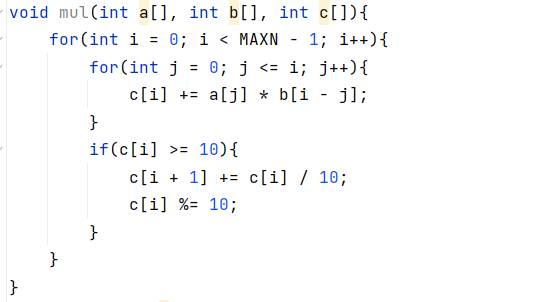 void mul(int a[], int b[], int c[]){
    for(int i = 0; i < MAXN - 1; i++){
        for(int j = 0; j <= i; j++){
            c[i] += a[j] * b[i - j];
        }
        if(c[i] >= 10){
            c[i + 1] += c[i] / 10;
            c[i] %= 10;
        }
    }
}